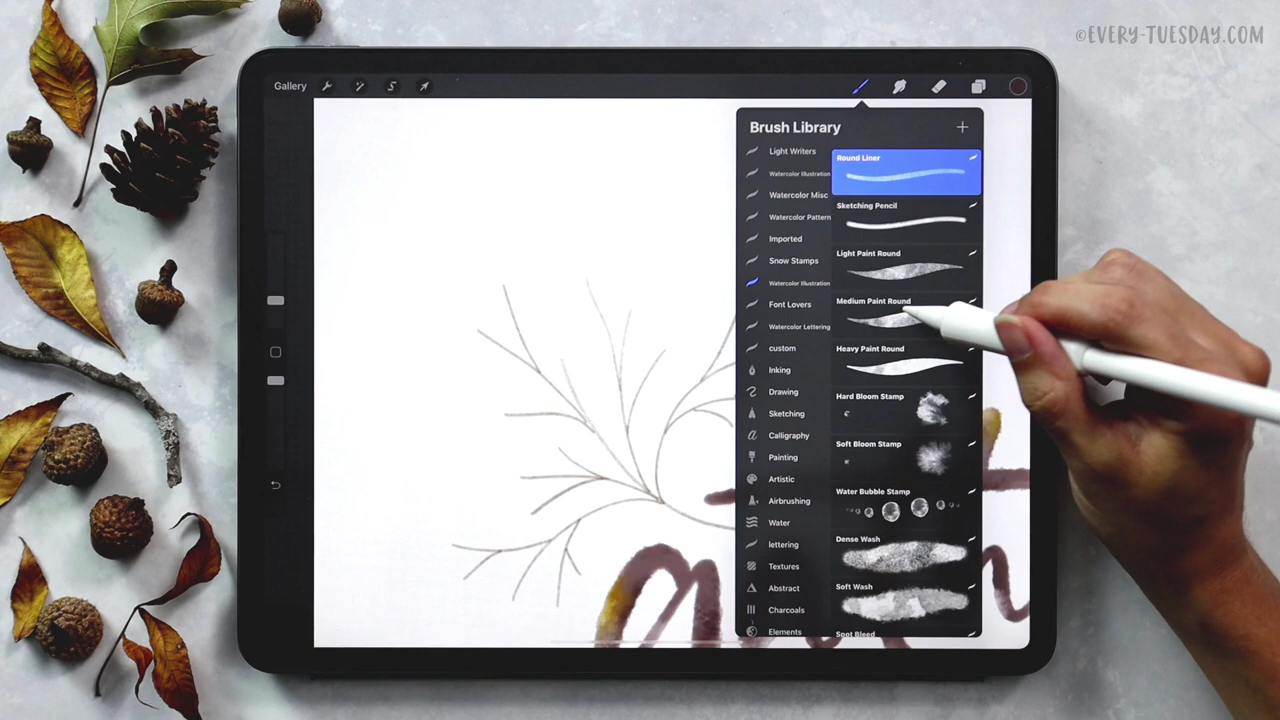 ©EVERY-TUESDAY.COM
Gallery
Brush Library
Light Writers
Watercolor Illustration
Watercolor Misc
Watercolor Pattern
Imported
Snow Stamps
Watercolor Illustration
Font Lovers
Watercolor Lettering
custom
Inking
Drawing
Sketching
Calligraphy
Painting
Artistic
Airbrushing
Water
lettering
Textures
Abstract
Charcoals
Elements
Round Liner
Sketching Pencil
Light Paint Round
Medium Paint Round
Heavy Paint Round
Hard Bloom Stamp
Soft Bloom Stamp
Water Bubble Stamp
Dense Wash
Soft Wash
Spot Bleed